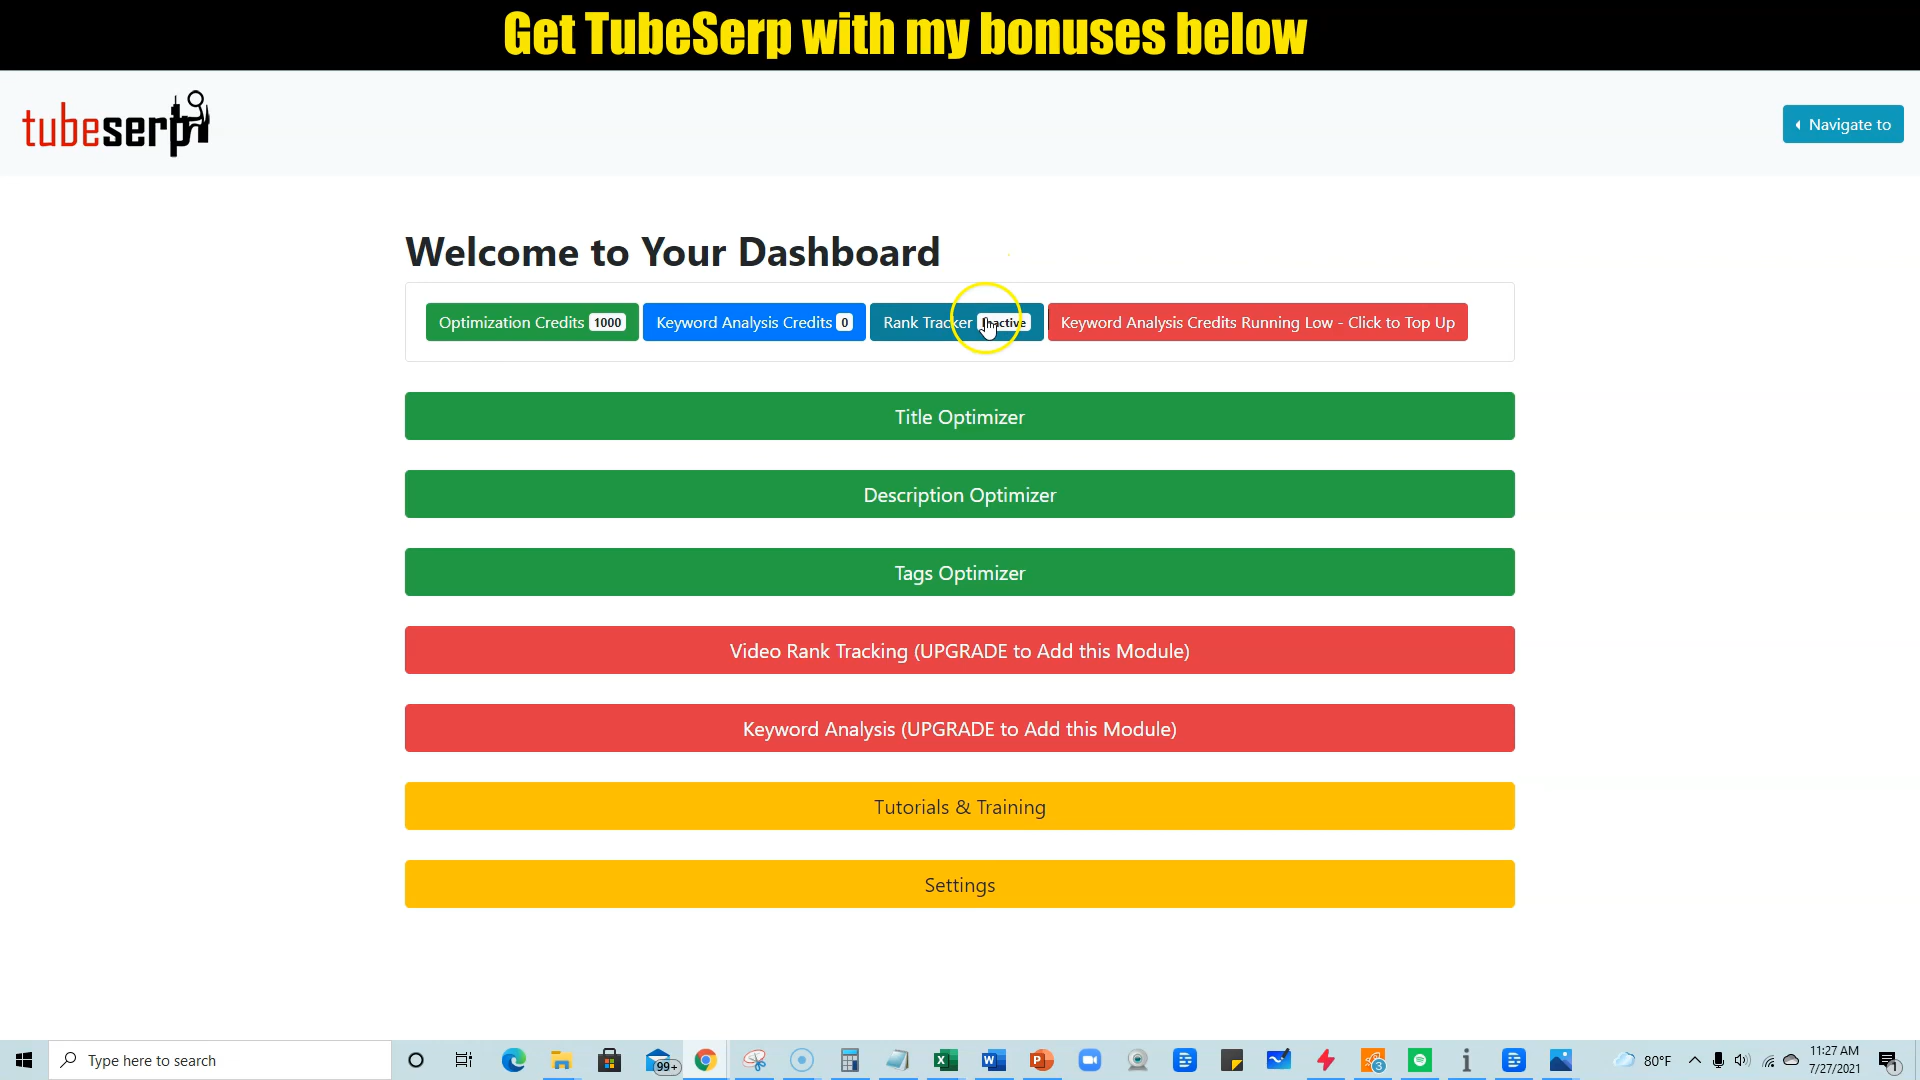 Get TubeSerp with my bonuses below
tubeserp
Navigate to
Welcome to Your Dashboard
Optimization Credits 1000
Keyword Analysis Credits 0
Rank Tracker Inactive
Keyword Analysis Credits Running Low - Click to Top Up
Title Optimizer
Description Optimizer
Tags Optimizer
Video Rank Tracking (UPGRADE to Add this Module)
Keyword Analysis (UPGRADE to Add this Module)
Tutorials & Training
Settings
Type here to search
99+
3
80°F
11:27 AM
7/27/2021
1